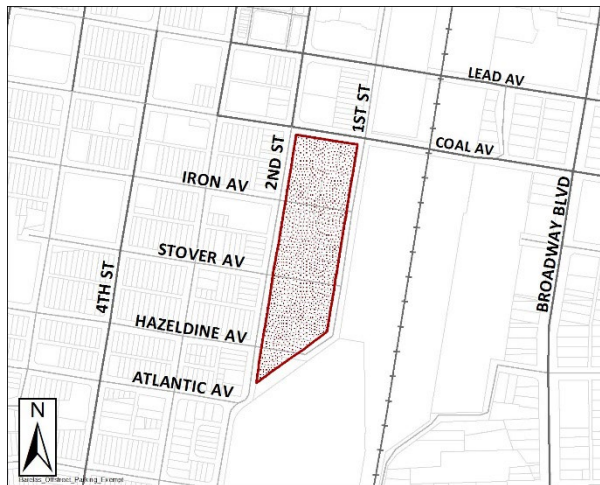 LEAD AV
1ST ST
COAL AV
2ND ST
IRON AV
BROADWAY BLVD
STOVER AV
4TH ST
HAZELDINE AV
ATLANTIC AV
N
Barelas_Offstreet_Parking_Exempt